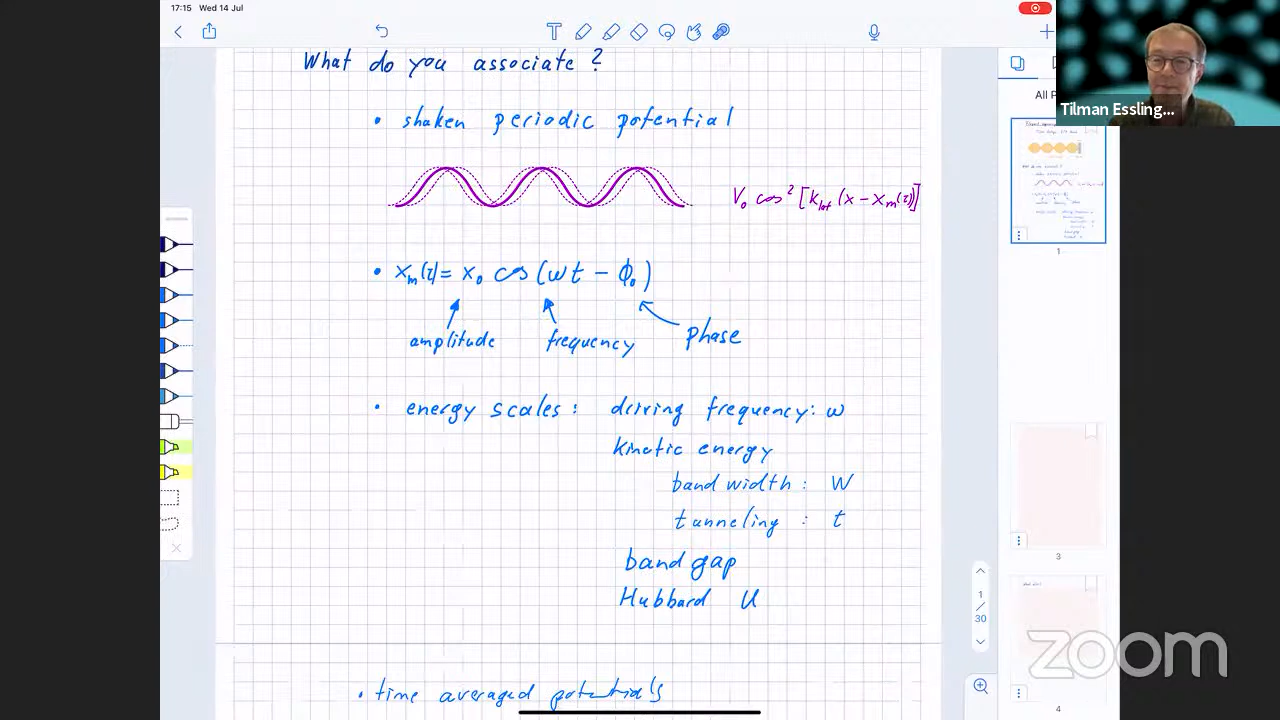 17:15 Wed 14 Jul
What do you associate ?
• shaken periodic potential
V₀ cos² [k_lat (x − x_m(τ))]
• x_m(τ) = x₀ cos (ωt − ϕ₀)
amplitude frequency phase
• energy scales : driving frequency : ω
kinetic energy
band width : W
tunneling : t
band gap
Hubbard U
• time averaged potentials
Tilman Essling...
All P
1
3
4
1
/
30
zoom